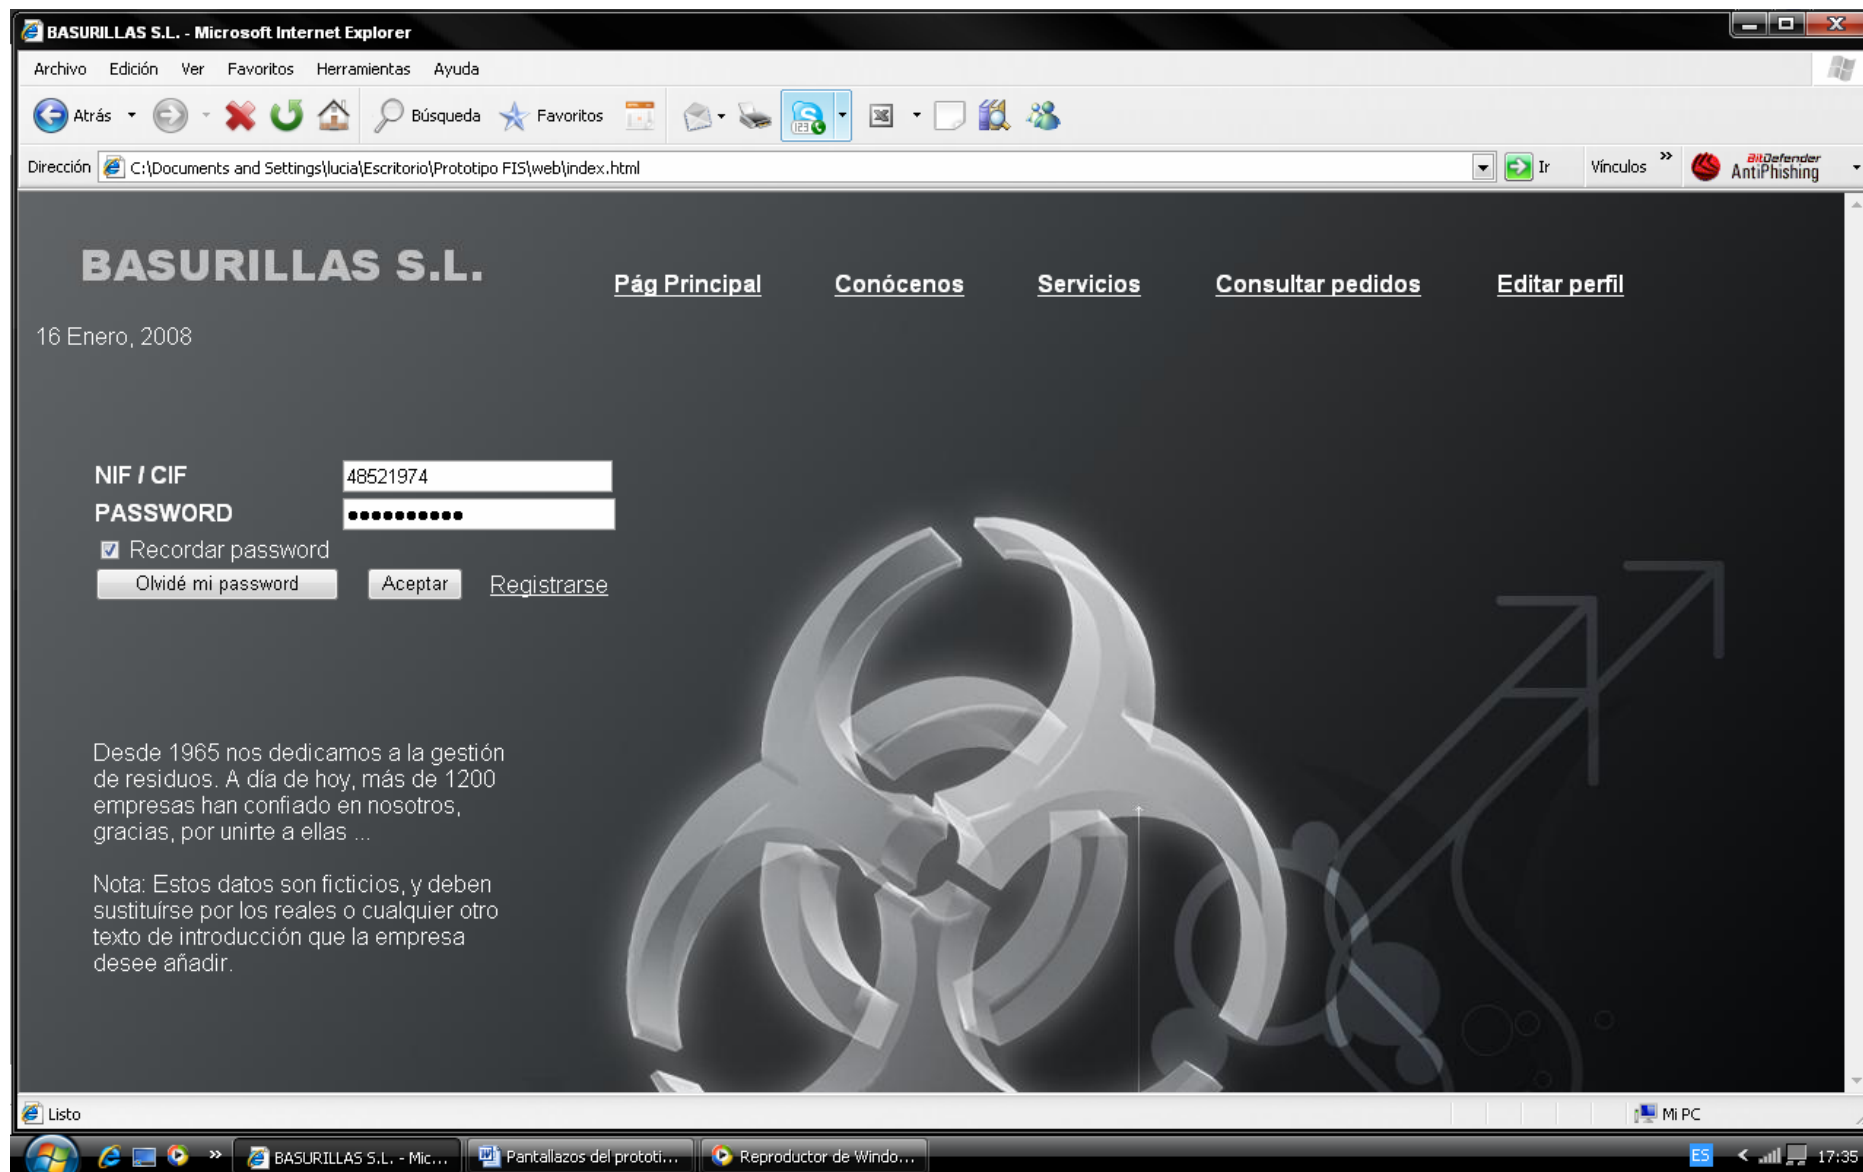 BASURILLAS S.L. - Microsoft Internet Explorer
Archivo Edición Ver Favoritos Herramientas Ayuda
Atrás Búsqueda Favoritos
123
Dirección C:\Documents and Settings\lucia\Escritorio\Prototipo FIS\web\index.html Ir Vínculos » BitDefender AntiPhishing
BASURILLAS S.L.
Pág Principal Conócenos Servicios Consultar pedidos Editar perfil
16 Enero, 2008
NIF / CIF 48521974
PASSWORD ••••••••••
Recordar password
Olvidé mi password Aceptar Registrarse
Desde 1965 nos dedicamos a la gestión
de residuos. A día de hoy, más de 1200
empresas han confiado en nosotros,
gracias, por unirte a ellas ...
Nota: Estos datos son ficticios, y deben
sustituírse por los reales o cualquier otro
texto de introducción que la empresa
desee añadir.
Listo Mi PC
» BASURILLAS S.L. - Mic... Pantallazos del prototi... Reproductor de Windo... ES < 17:35